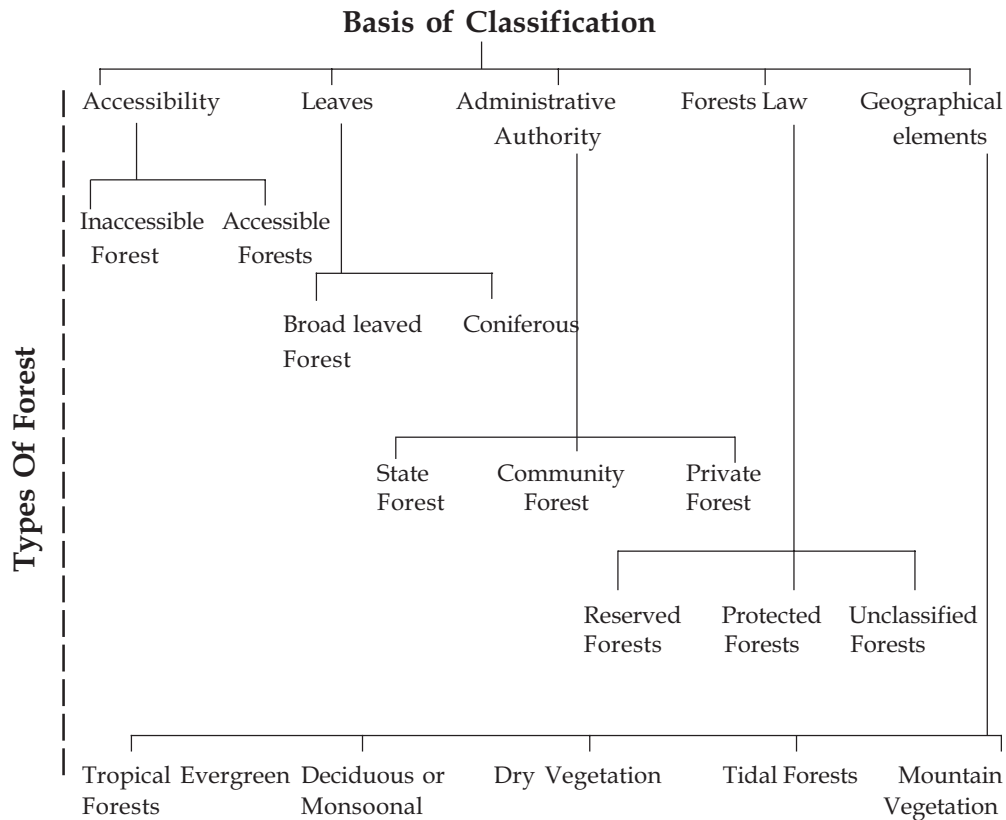 Basis of Classification
Accessibility
Leaves
Administrative
Authority
Forests Law
Geographical
elements
Inaccessible
Forest
Accessible
Forests
Broad leaved
Forest
Coniferous
State
Forest
Community
Forest
Private
Forest
Reserved
Forests
Protected
Forests
Unclassified
Forests
Tropical Evergreen
Forests
Deciduous or
Monsoonal
Dry Vegetation
Tidal Forests
Mountain
Vegetation
Types Of Forest